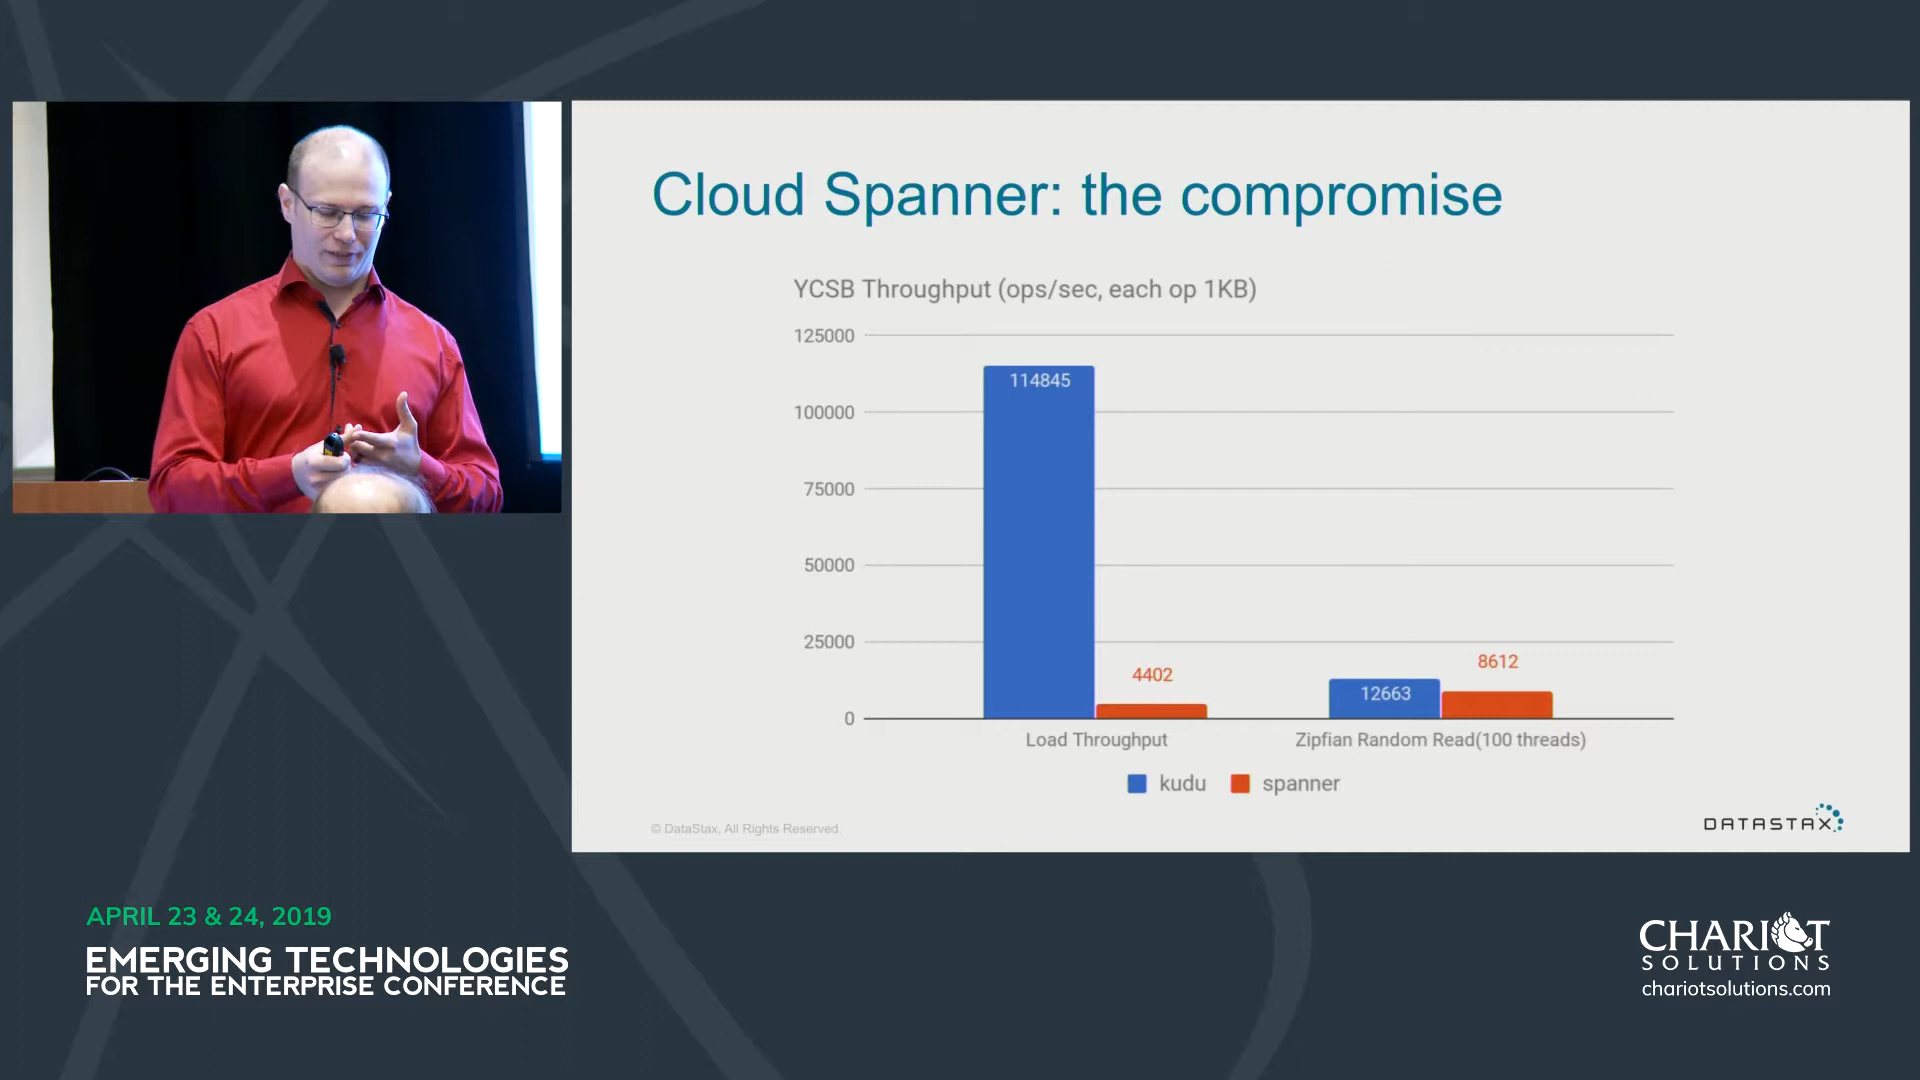 Cloud Spanner: the compromise
YCSB Throughput (ops/sec, each op 1KB)
125000
100000
75000
50000
25000
0
114845
4402
12663
8612
Load Throughput
Zipfian Random Read(100 threads)
kudu
spanner
© DataStax, All Rights Reserved.
DATASTAX
APRIL 23 & 24, 2019
EMERGING TECHNOLOGIES
FOR THE ENTERPRISE CONFERENCE
CHARIOT
SOLUTIONS
chariotsolutions.com